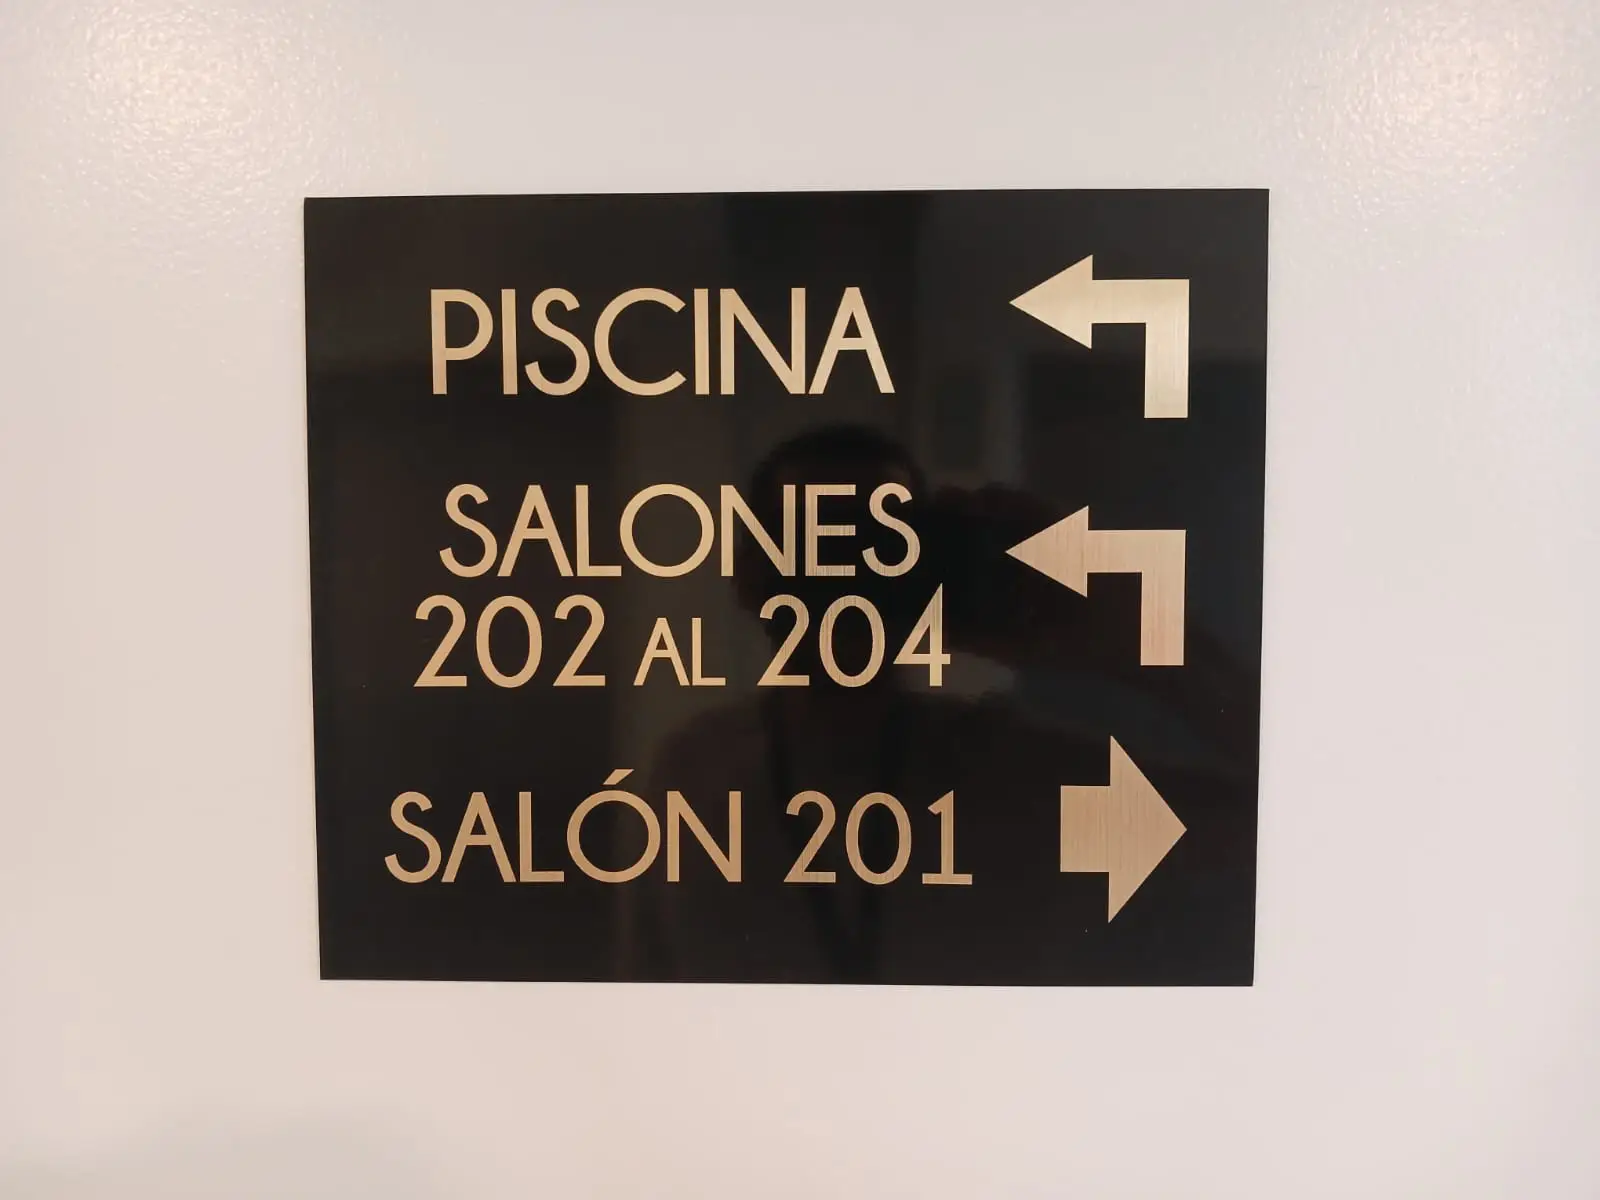 PISCINA
SALONES
202 AL 204
SALÓN 201